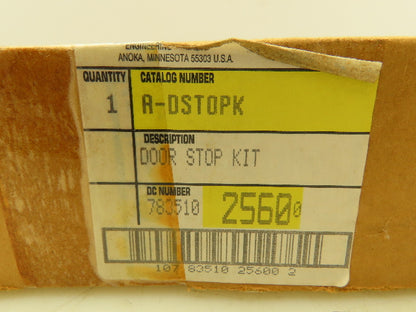 ANOKA, MINNESOTA 55303 U.S.A.
QUANTITY CATALOG NUMBER
1 A-DSTOPK
DESCRIPTION
DOOR STOP KIT
DC NUMBER
783510 25600
107 83510 25600 2